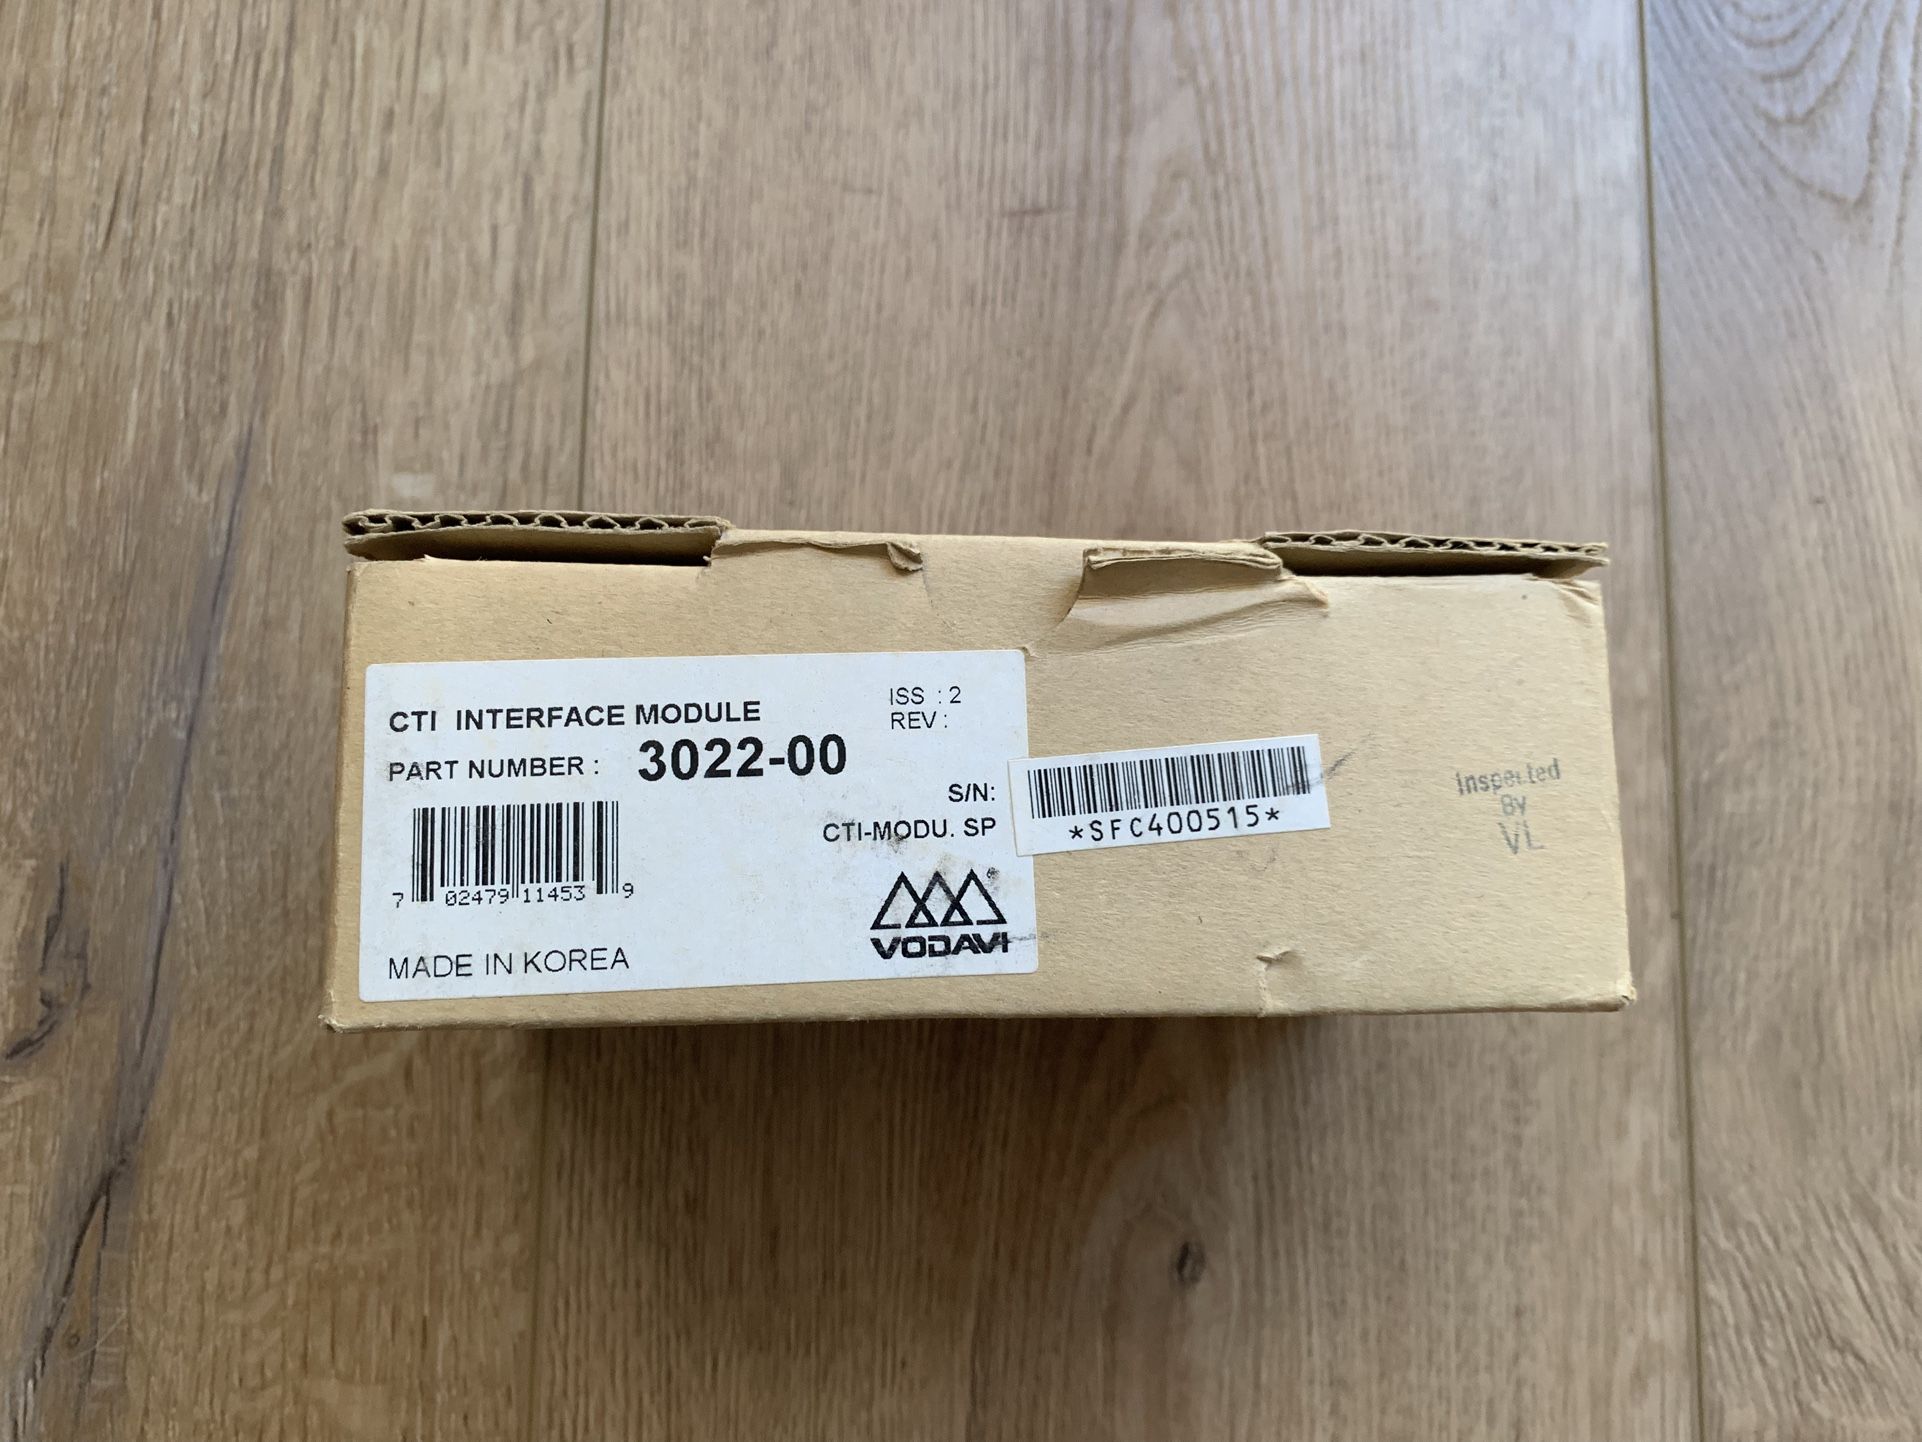 CTI INTERFACE MODULE
ISS : 2
REV :
PART NUMBER : 3022-00
S/N:
CTI-MODU. SP
*SFC400515*
7 02479 11453 9
MADE IN KOREA
®
VODAVI
Inspected
By
VL